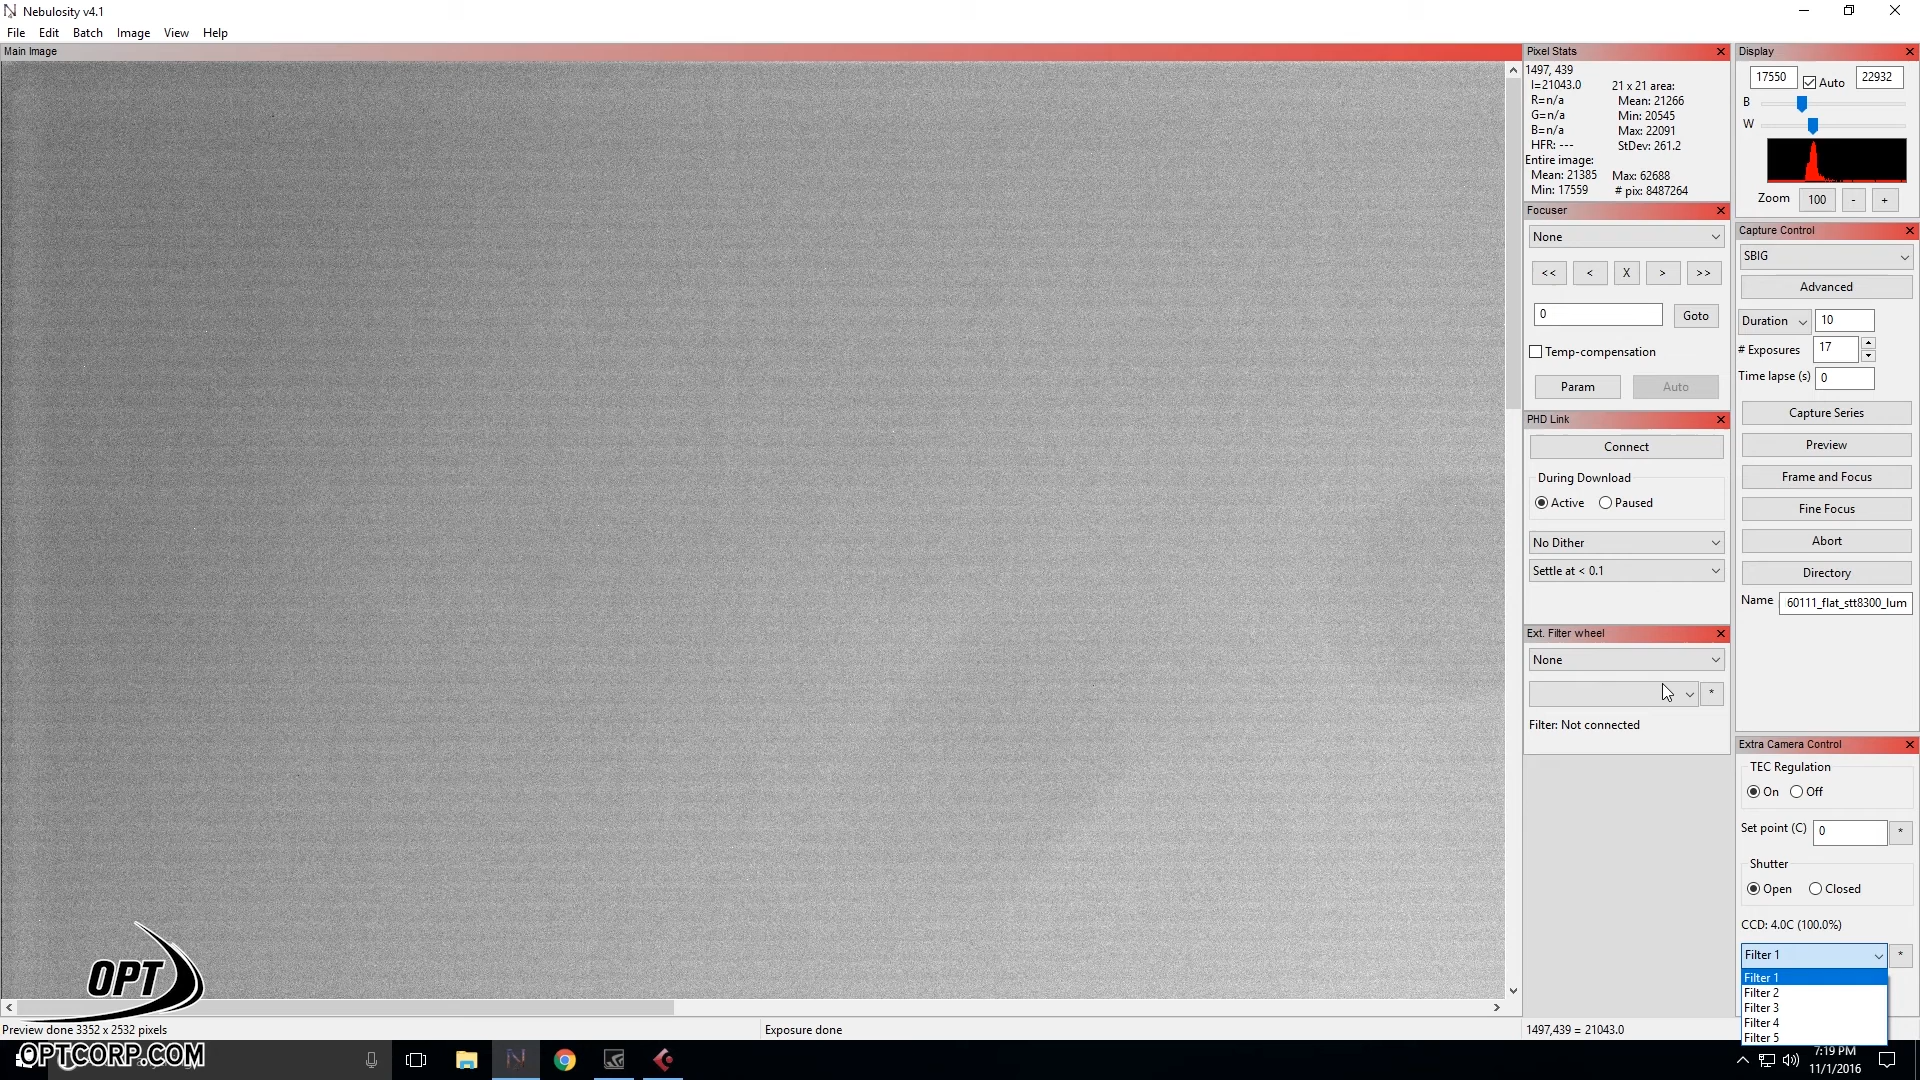 Nebulosity v4.1
File Edit Batch Image View Help
Main Image
Pixel Stats
1497, 439
I=21043.0
R=n/a
G=n/a
B=n/a
HFR: ---
21 x 21 area:
Mean: 21266
Min: 20545
Max: 22091
StDev: 261.2
Entire image:
Mean: 21385 Max: 62688
Min: 17559 # pix: 8487264
Focuser
None
<< < X > >>
0 Goto
Temp-compensation
Param Auto
PHD Link
Connect
During Download
Active Paused
No Dither
Settle at < 0.1
Ext. Filter wheel
None
*
Filter: Not connected
Display
17550 Auto 22932
B
W
Zoom 100 - +
Capture Control
SBIG
Advanced
Duration 10
# Exposures 17
Time lapse (s) 0
Capture Series
Preview
Frame and Focus
Fine Focus
Abort
Directory
Name 60111_flat_stt8300_lum
Extra Camera Control
TEC Regulation
On Off
Set point (C) 0 *
Shutter
Open Closed
CCD: 4.0C (100.0%)
Filter 1 *
Filter 1
Filter 2
Filter 3
Filter 4
Filter 5
OPT
OPTCORP.COM
Preview done 3352 x 2532 pixels
Exposure done
1497,439 = 21043.0
7:19 PM
11/1/2016